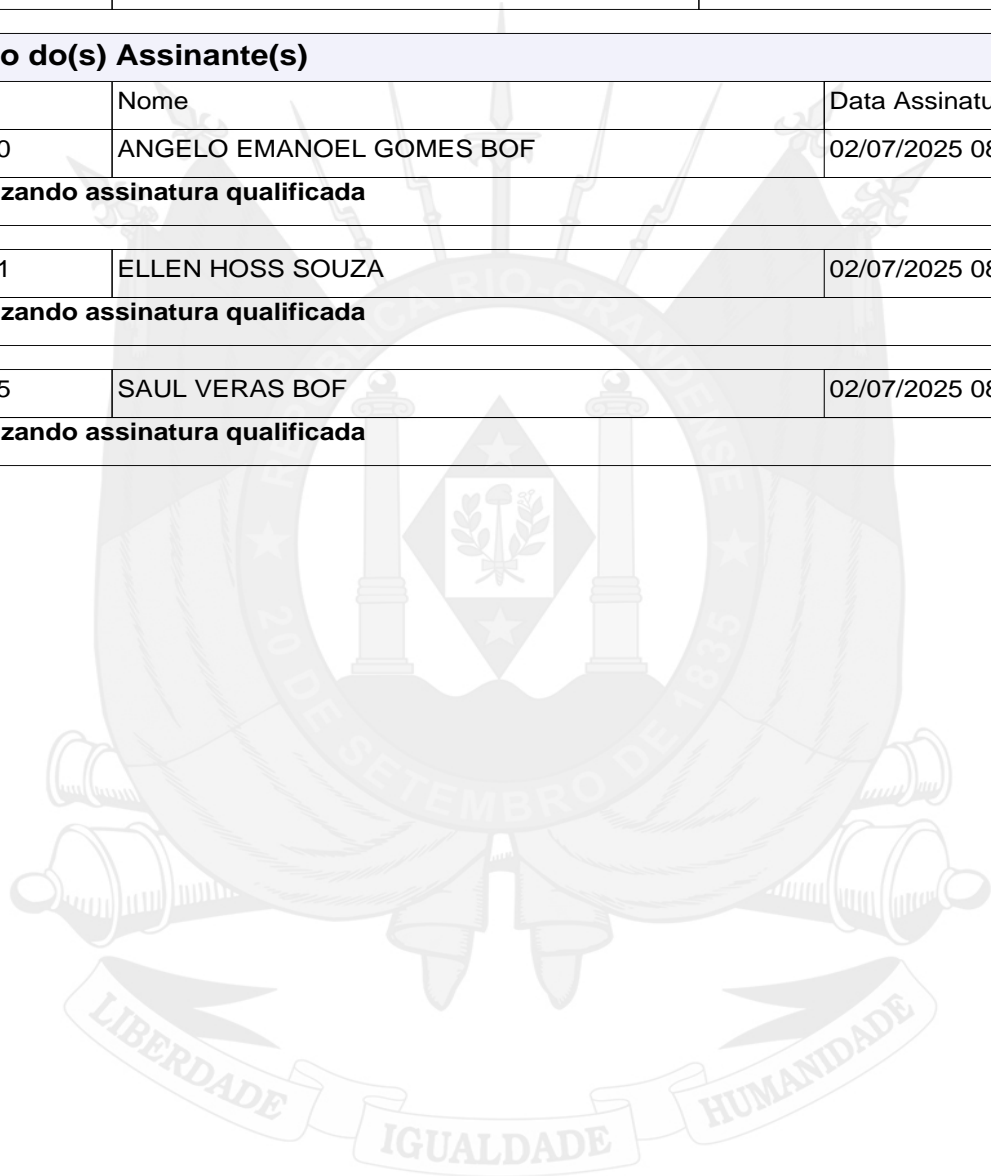 o do(s) Assinante(s)
Nome Data Assinatu
0 ANGELO EMANOEL GOMES BOF 02/07/2025 08
zando assinatura qualificada
1 ELLEN HOSS SOUZA 02/07/2025 08
zando assinatura qualificada
5 SAUL VERAS BOF 02/07/2025 08
zando assinatura qualificada
REPÚBLICA RIO-GRANDENSE
20 DE SETEMBRO DE 1835
LIBERDADE IGUALDADE HUMANIDADE